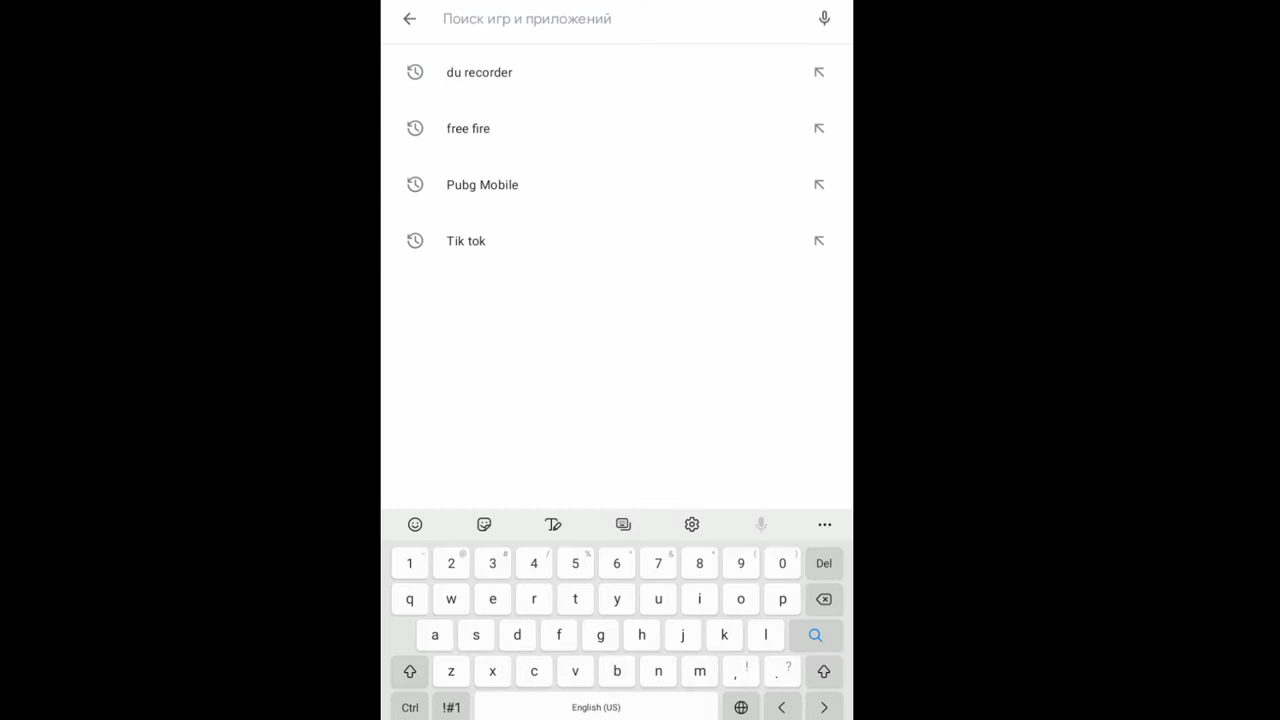 Поиск игр и приложений
du recorder
free fire
Pubg Mobile
Tik tok
1 2 @ 3 # 4 / 5 % 6 ^ 7 & 8 * 9 ( 0 ) Del
q w e r t y u i o p
a s d f g h j k l
z x c v b n m , ! . ?
Ctrl !#1 English (US)